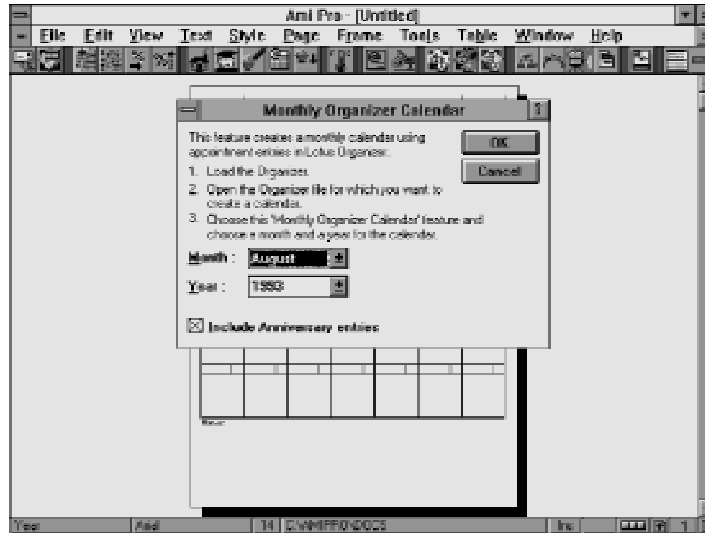 Ami Pro - [Untitled]
File Edit View Text Style Page Frame Tools Table Window Help
Monthly Organizer Calendar
This feature creates a monthly calendar using
appointment entries in Lotus Organizer.
OK
1. Load the Organizer.
Cancel
2. Open the Organizer file for which you want to
create a calendar.
3. Choose this 'Monthly Organizer Calendar' feature and
choose a month and a year for the calendar.
Month : August
Year : 1993
Include Anniversary entries
Year Arial 14 C:\AMIPRO\DOCS Ins 1